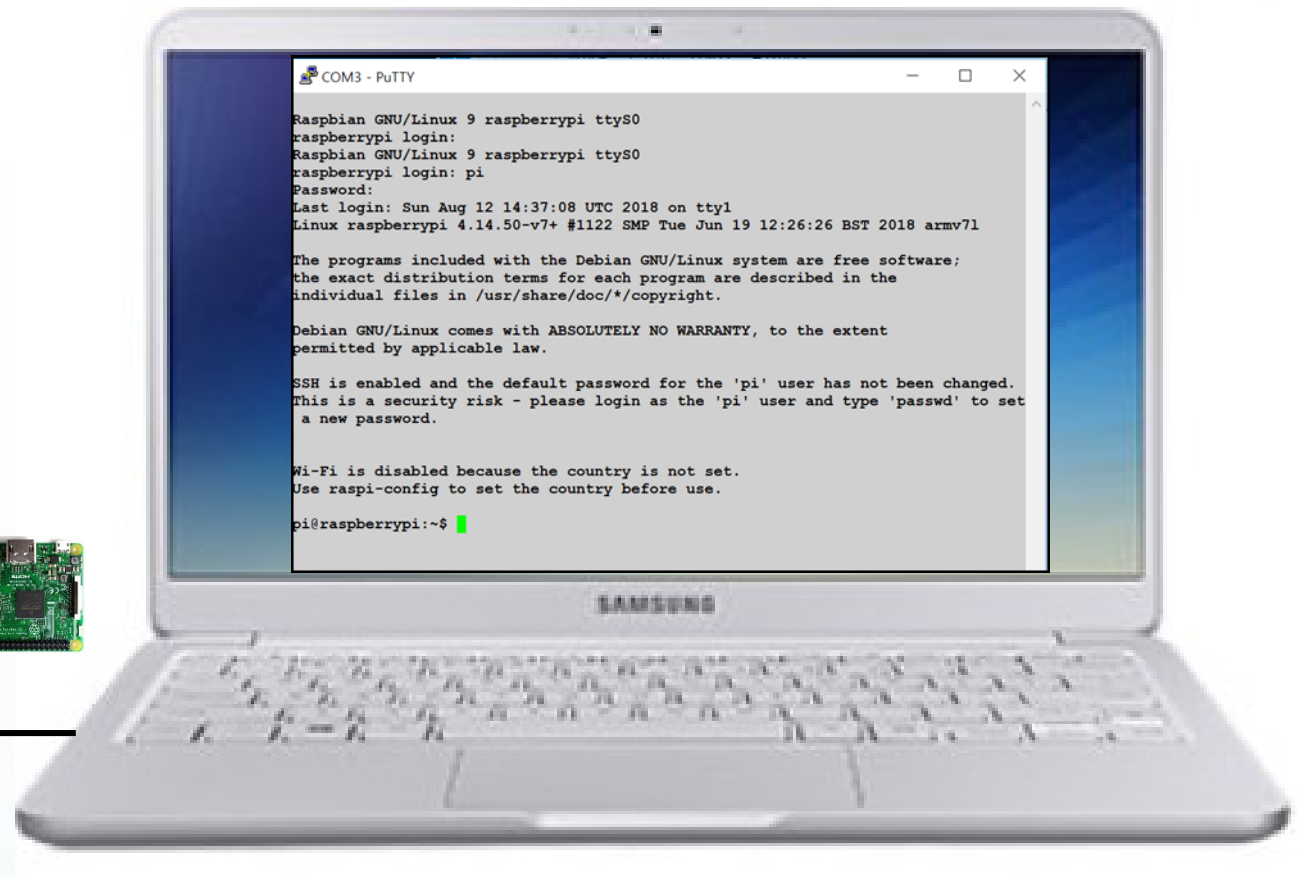 COM3 - PuTTY
Raspbian GNU/Linux 9 raspberrypi ttyS0
raspberrypi login:
Raspbian GNU/Linux 9 raspberrypi ttyS0
raspberrypi login: pi
Password:
Last login: Sun Aug 12 14:37:08 UTC 2018 on tty1
Linux raspberrypi 4.14.50-v7+ #1122 SMP Tue Jun 19 12:26:26 BST 2018 armv7l
The programs included with the Debian GNU/Linux system are free software;
the exact distribution terms for each program are described in the
individual files in /usr/share/doc/*/copyright.
Debian GNU/Linux comes with ABSOLUTELY NO WARRANTY, to the extent
permitted by applicable law.
SSH is enabled and the default password for the 'pi' user has not been changed.
This is a security risk - please login as the 'pi' user and type 'passwd' to set
a new password.
Wi-Fi is disabled because the country is not set.
Use raspi-config to set the country before use.
pi@raspberrypi:~$
SAMSUNG